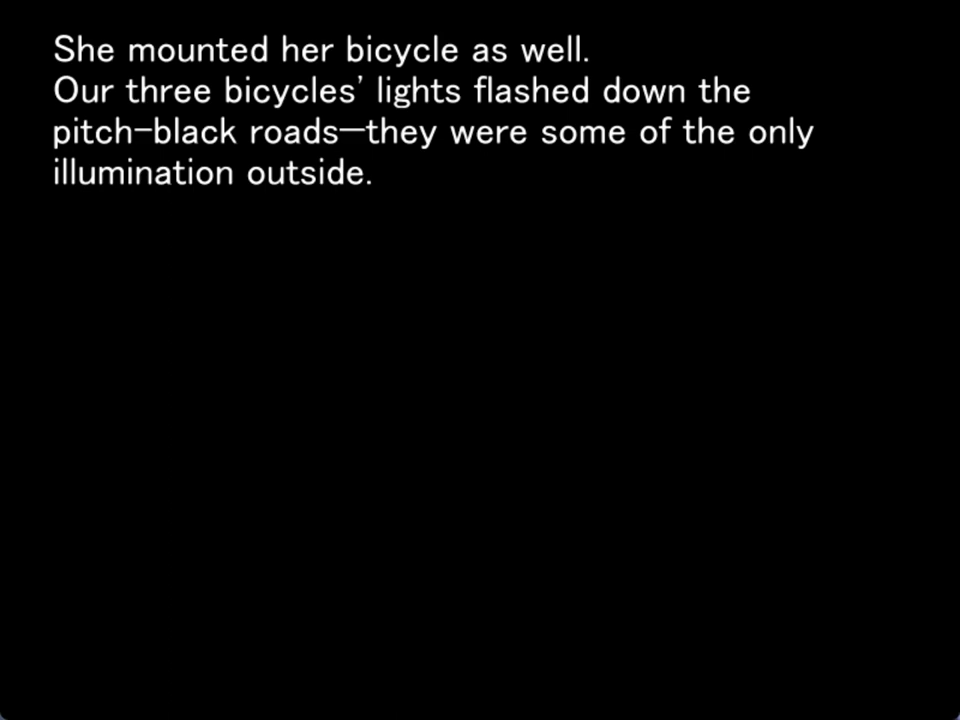 She mounted her bicycle as well.
Our three bicycles' lights flashed down the
pitch-black roads—they were some of the only
illumination outside.